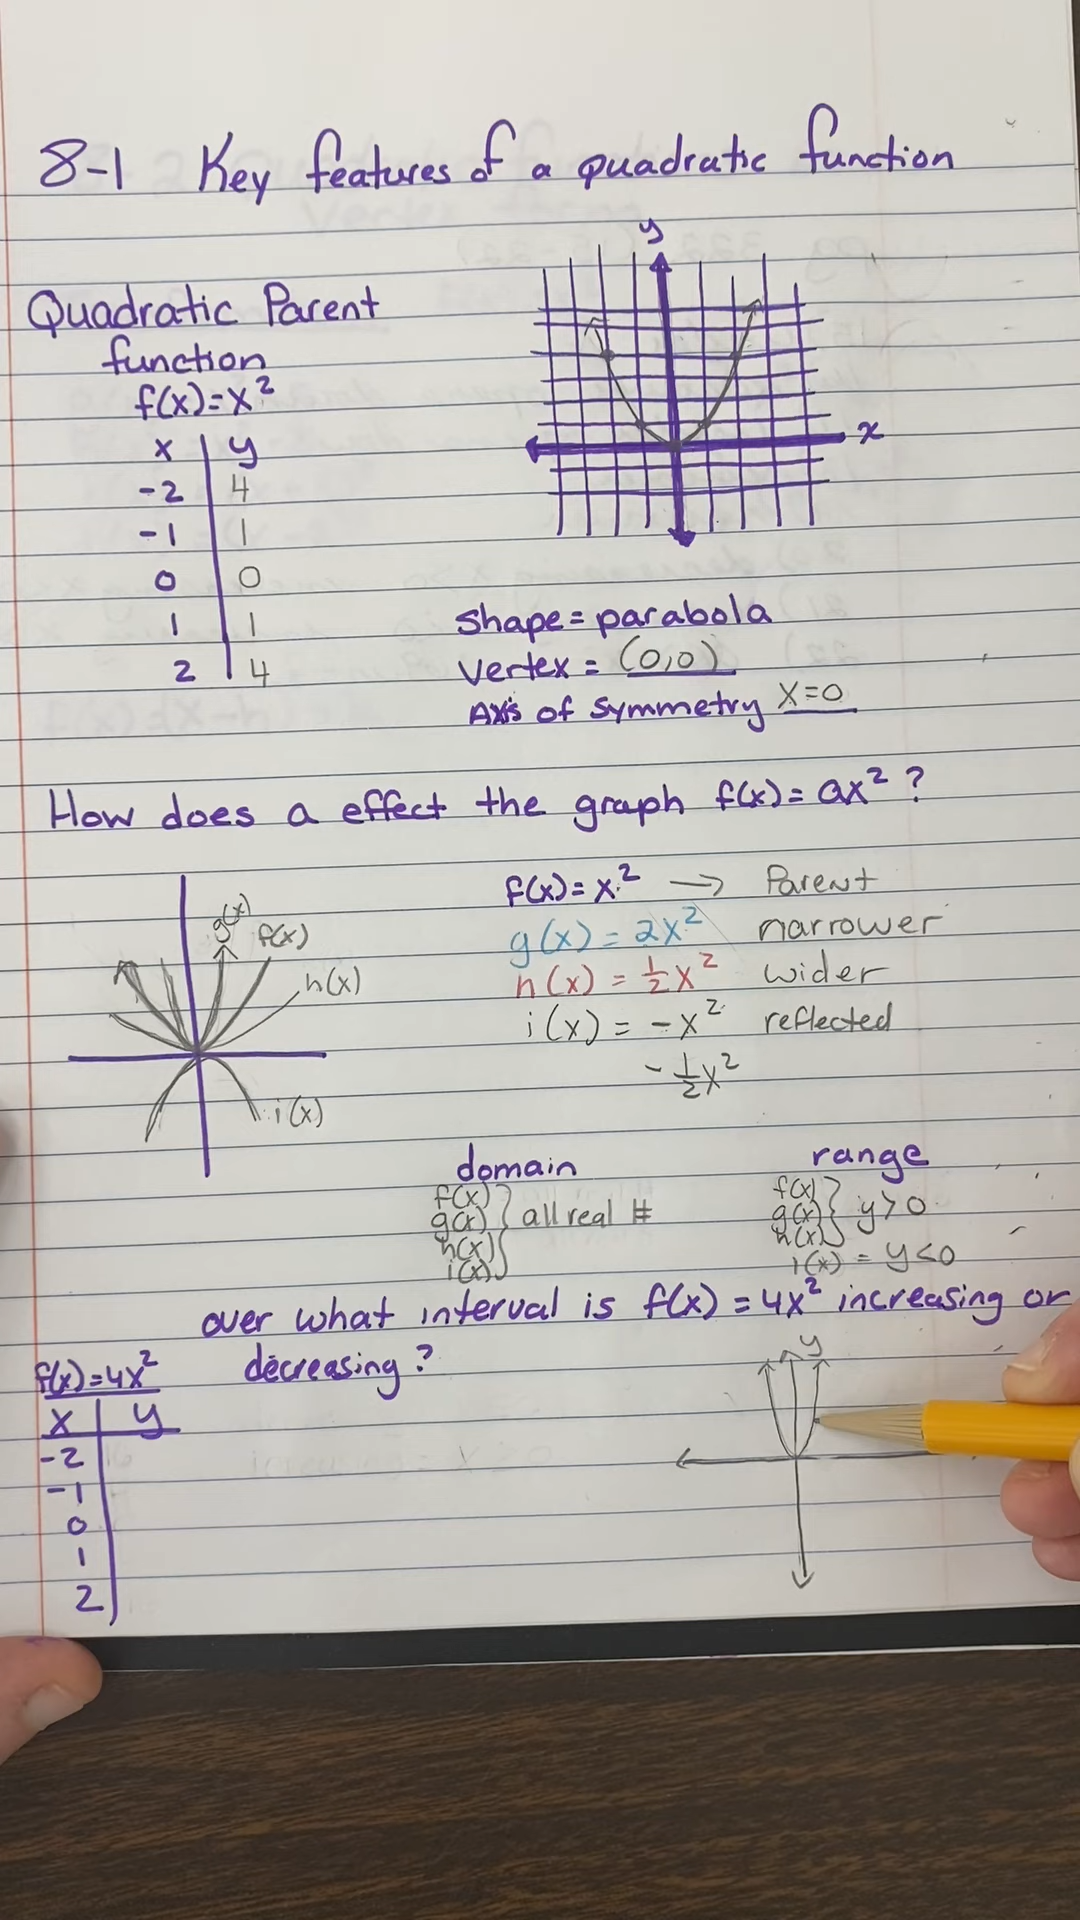 8-1 Key features of a quadratic function
y
Quadratic Parent
function
f(x)=x²
x y
-2 4
-1 1
0 0
1 1
2 4
x
Shape = parabola
Vertex = (0,0)
Axis of Symmetry X=0
How does a effect the graph f(x) = ax² ?
g(x) f(x)
h(x)
i(x)
f(x) = x² → Parent
g(x) = 2x² narrower
h(x) = ½x² wider
i(x) = -x² reflected
-½x²
domain
f(x)
g(x) } all real #
h(x)
i(x)
range
f(x)
g(x) } y>0
h(x)
i(x) = y<0
over what interval is f(x) = 4x² increasing or
decreasing ?
f(x)=4x²
x y
-2
-1
0
1
2
y